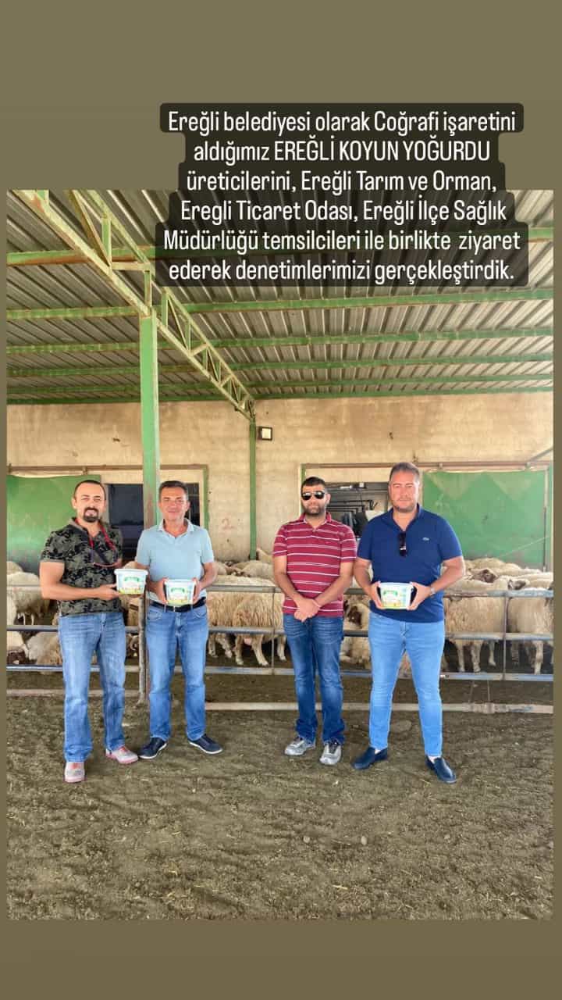 Ereğli belediyesi olarak Coğrafi işaretini
aldığımız EREĞLİ KOYUN YOĞURDU
üreticilerini, Ereğli Tarım ve Orman,
Eregli Ticaret Odası, Ereğli İlçe Sağlık
Müdürlüğü temsilcileri ile birlikte  ziyaret
ederek denetimlerimizi gerçekleştirdik.
2